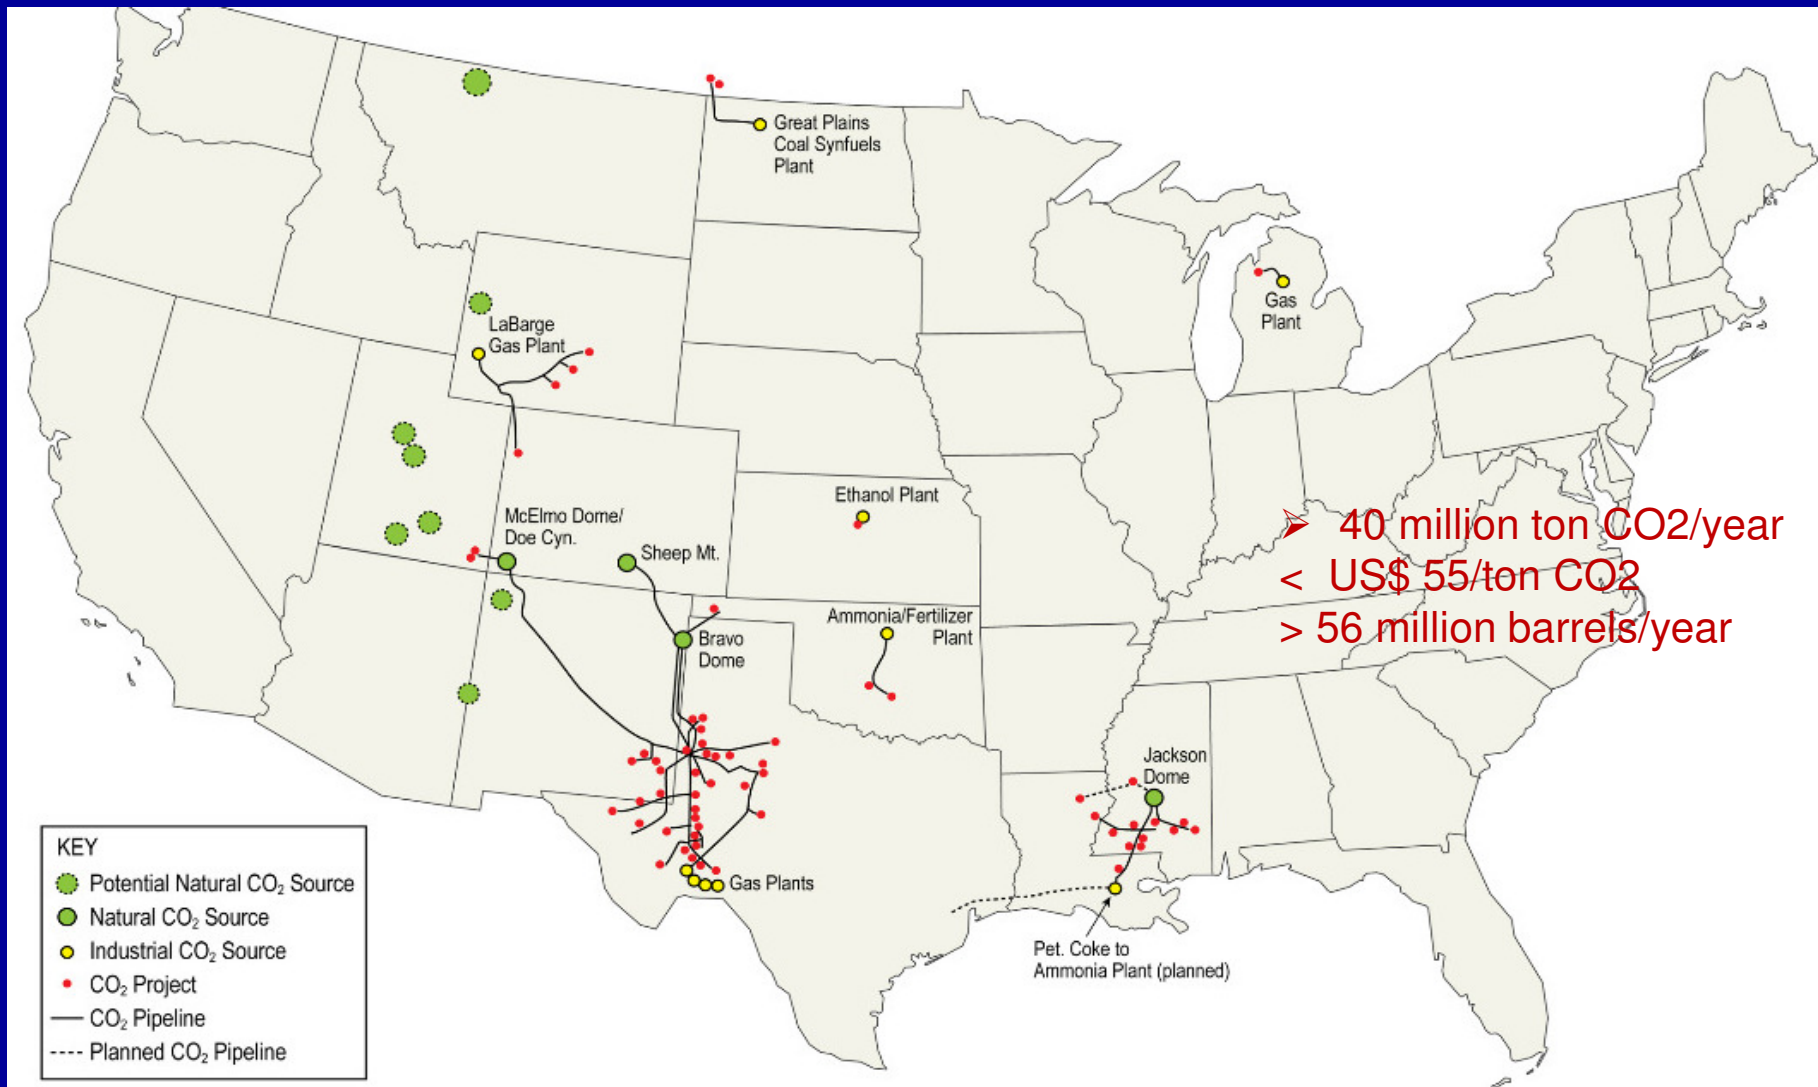 Great Plains
Coal Synfuels
Plant
Gas
Plant
LaBarge
Gas Plant
Ethanol Plant
McElmo Dome/
Doe Cyn.
Sheep Mt.
➢ 40 million ton CO2/year
< US$ 55/ton CO2
> 56 million barrels/year
Ammonia/Fertilizer
Plant
Bravo
Dome
Jackson
Dome
Gas Plants
Pet. Coke to
Ammonia Plant (planned)
KEY
Potential Natural CO₂ Source
Natural CO₂ Source
Industrial CO₂ Source
CO₂ Project
CO₂ Pipeline
Planned CO₂ Pipeline